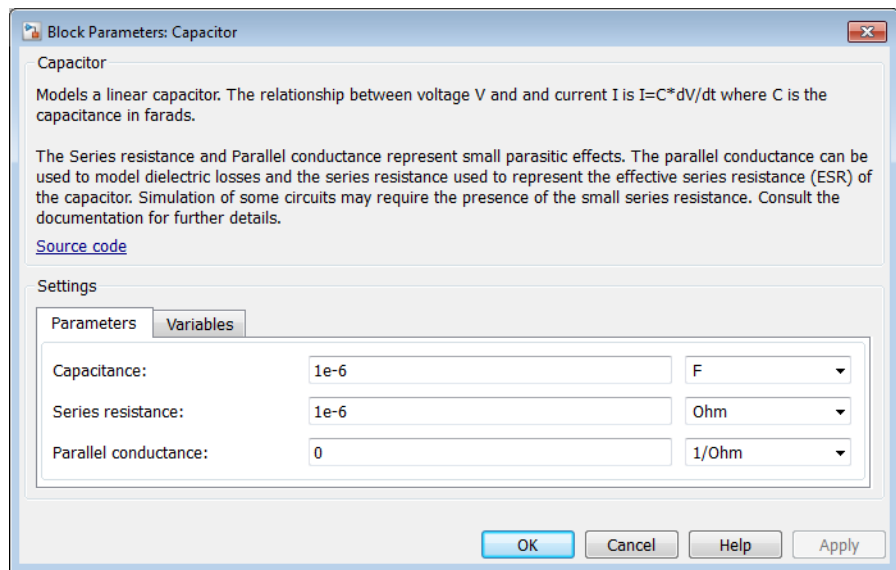 Block Parameters: Capacitor
Capacitor
Models a linear capacitor. The relationship between voltage V and and current I is I=C*dV/dt where C is the
capacitance in farads.
The Series resistance and Parallel conductance represent small parasitic effects. The parallel conductance can be
used to model dielectric losses and the series resistance used to represent the effective series resistance (ESR) of
the capacitor. Simulation of some circuits may require the presence of the small series resistance. Consult the
documentation for further details.
Source code
Settings
Parameters Variables
Capacitance: 1e-6 F
Series resistance: 1e-6 Ohm
Parallel conductance: 0 1/Ohm
OK Cancel Help Apply